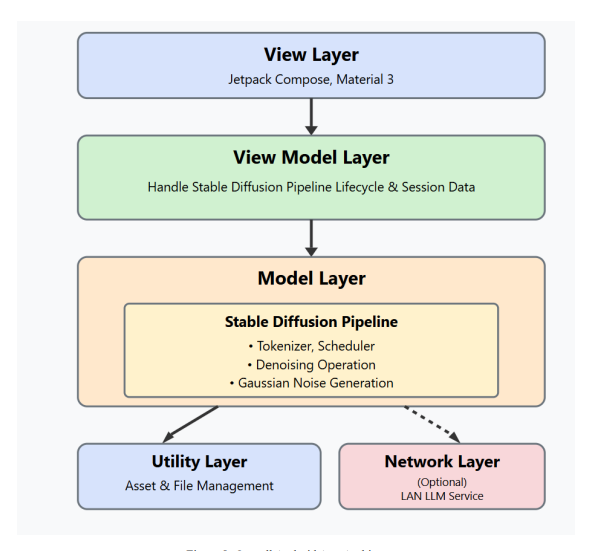 View Layer
Jetpack Compose, Material 3
View Model Layer
Handle Stable Diffusion Pipeline Lifecycle & Session Data
Model Layer
Stable Diffusion Pipeline
• Tokenizer, Scheduler
• Denoising Operation
• Gaussian Noise Generation
Utility Layer
Asset & File Management
Network Layer
(Optional)
LAN LLM Service